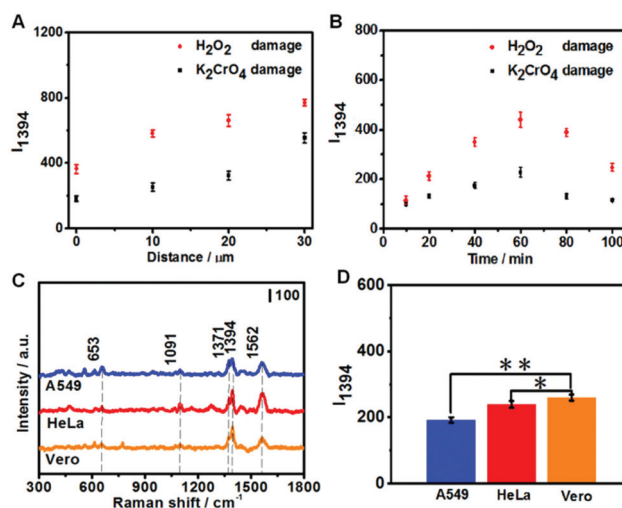 A
1200
800
400
0
I1394
H2O2 damage
K2CrO4 damage
0 10 20 30
Distance / μm
B
800
600
400
200
0
I1394
H2O2 damage
K2CrO4 damage
20 40 60 80 100
Time / min
C
Intensity / a.u.
653
1091
1371
1394
1562
100
A549
HeLa
Vero
300 600 900 1200 1500 1800
Raman shift / cm-1
D
600
400
200
0
I1394
**
*
A549 HeLa Vero